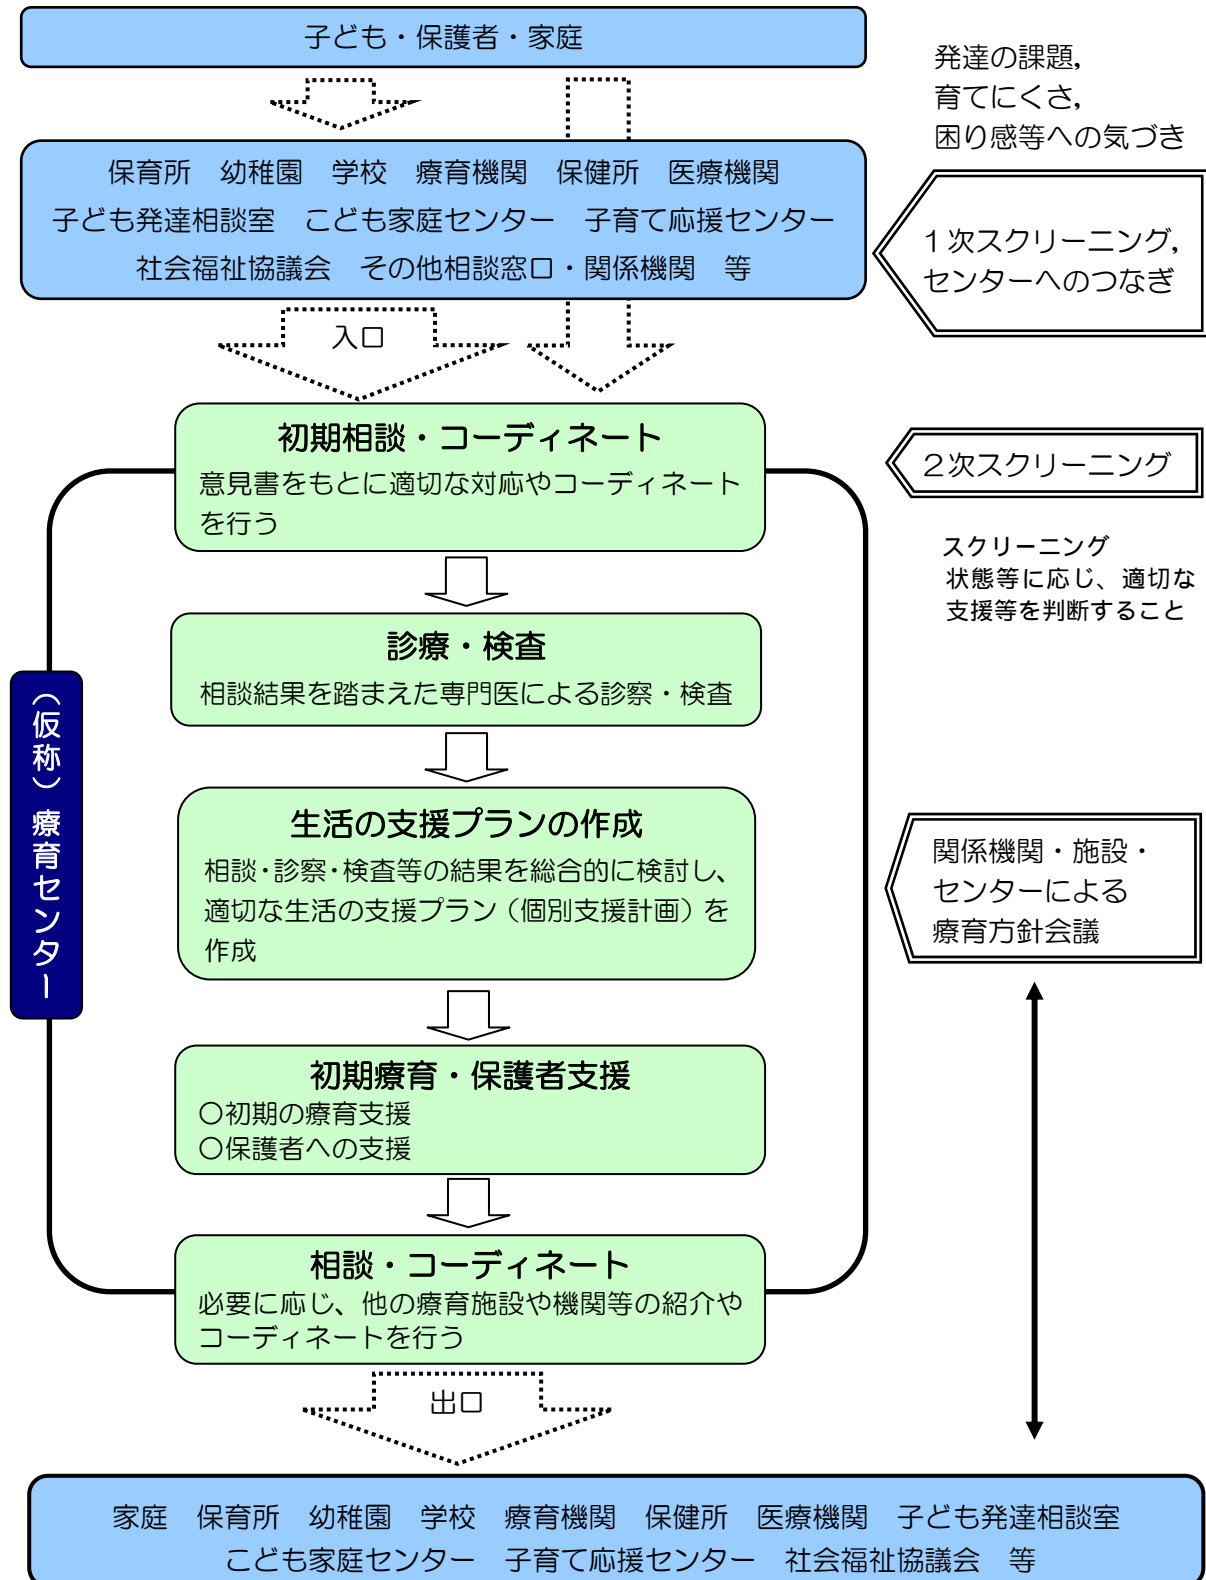 子ども・保護者・家庭
発達の課題,
育てにくさ,
困り感等への気づき
保育所　幼稚園　学校　療育機関　保健所　医療機関
子ども発達相談室　こども家庭センター　子育て応援センター
社会福祉協議会　その他相談窓口・関係機関　等
１次スクリーニング,
センターへのつなぎ
入口
初期相談・コーディネート
意見書をもとに適切な対応やコーディネート
を行う
２次スクリーニング
スクリーニング
状態等に応じ、適切な
支援等を判断すること
診療・検査
相談結果を踏まえた専門医による診察・検査
（仮称）療育センター
生活の支援プランの作成
相談・診察・検査等の結果を総合的に検討し、
適切な生活の支援プラン（個別支援計画）を
作成
関係機関・施設・
センターによる
療育方針会議
初期療育・保護者支援
○初期の療育支援
○保護者への支援
相談・コーディネート
必要に応じ、他の療育施設や機関等の紹介や
コーディネートを行う
出口
家庭　保育所　幼稚園　学校　療育機関　保健所　医療機関　子ども発達相談室
こども家庭センター　子育て応援センター　社会福祉協議会　等